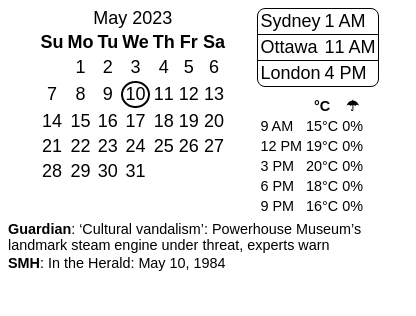 May 2023
Su Mo Tu We Th Fr Sa
1 2 3 4 5 6
7 8 9 10 11 12 13
14 15 16 17 18 19 20
21 22 23 24 25 26 27
28 29 30 31
Sydney 1 AM
Ottawa 11 AM
London 4 PM
°C ☂
9 AM 15°C 0%
12 PM 19°C 0%
3 PM 20°C 0%
6 PM 18°C 0%
9 PM 16°C 0%
Guardian: ‘Cultural vandalism’: Powerhouse Museum’s
landmark steam engine under threat, experts warn
SMH: In the Herald: May 10, 1984